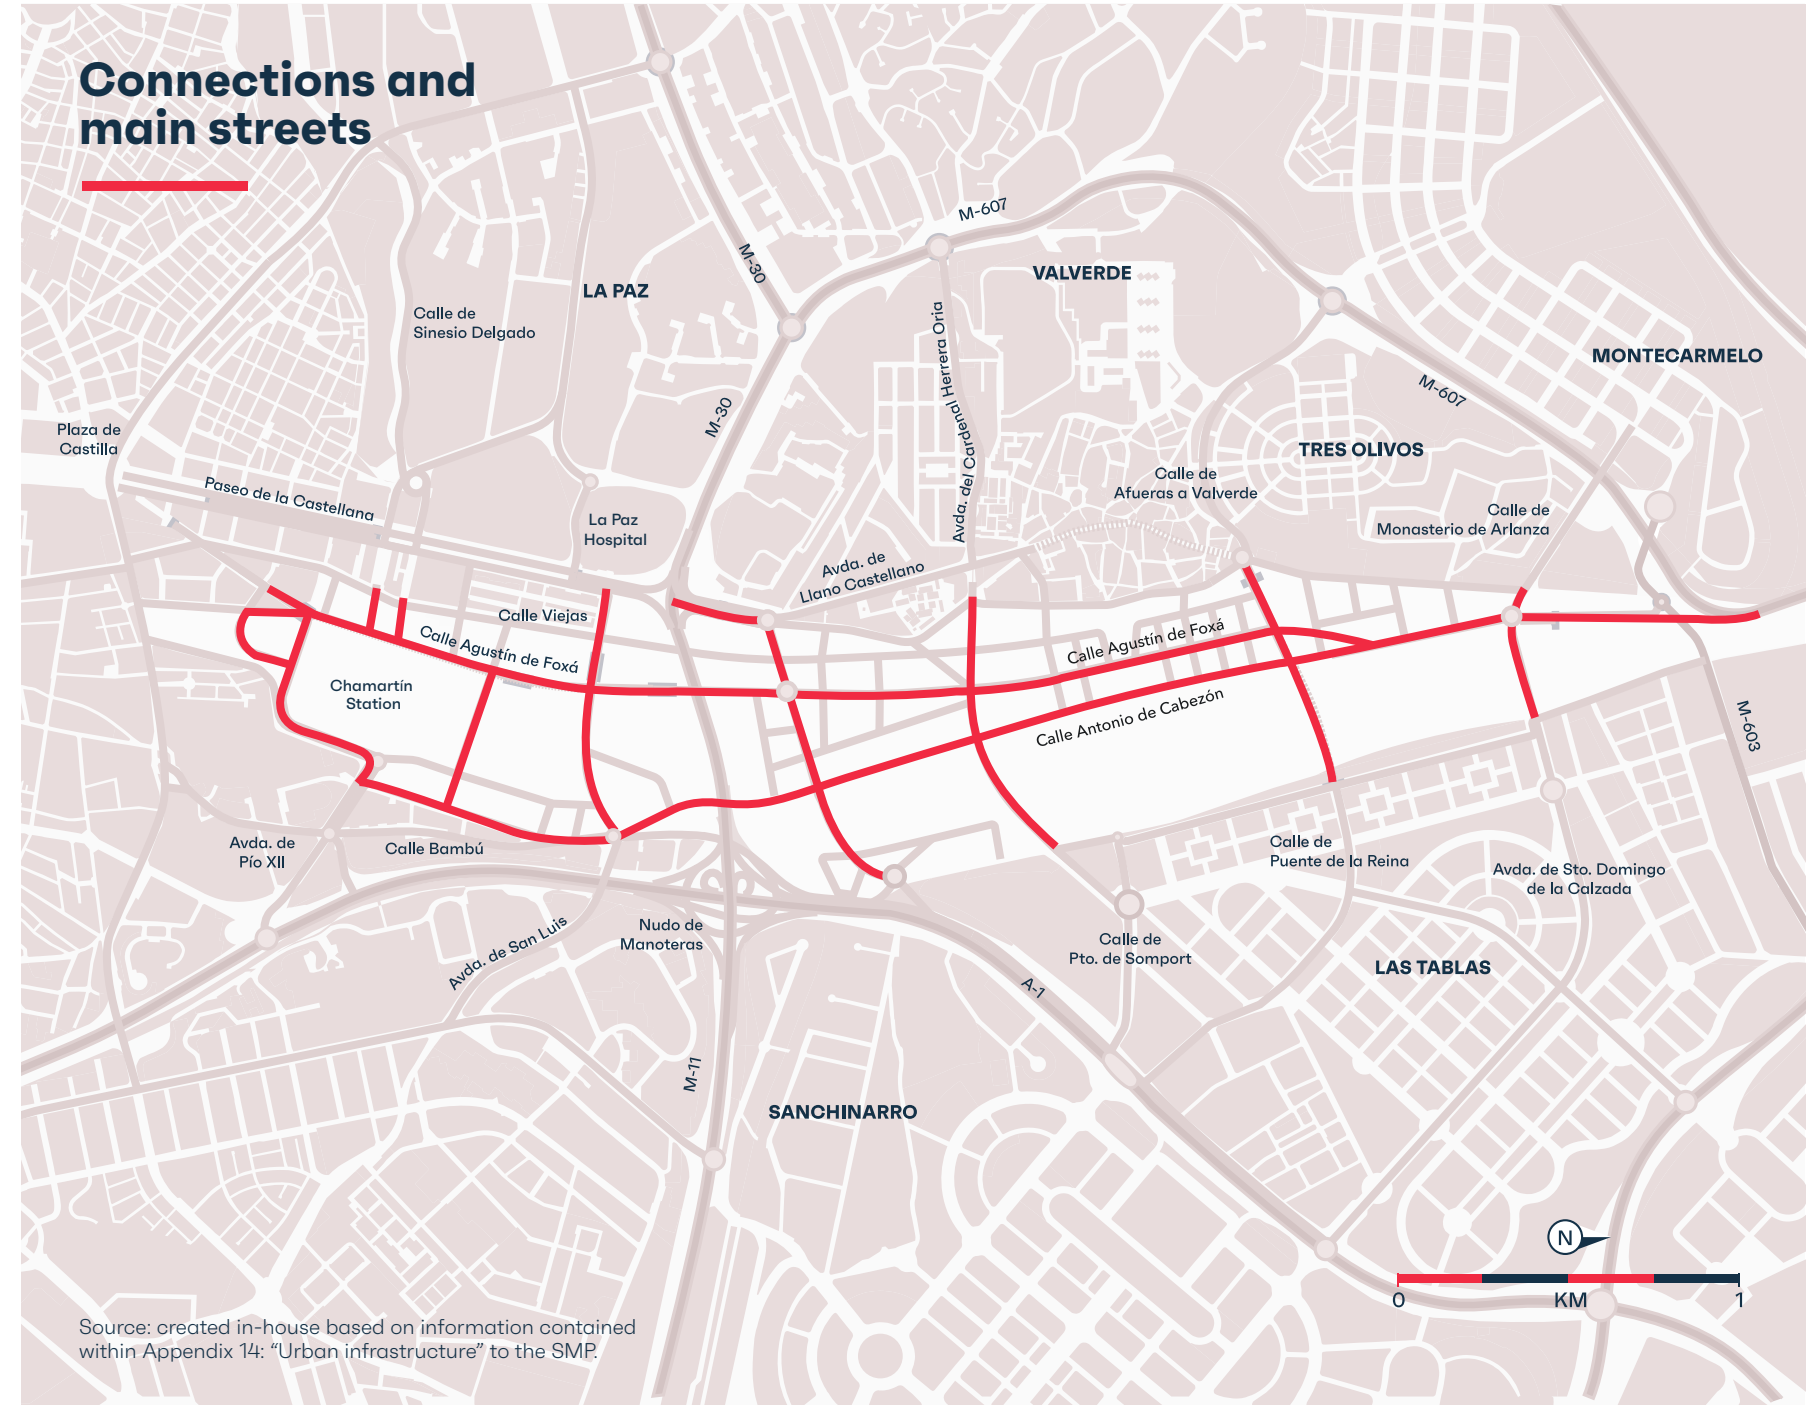 Connections and
main streets
M-607
M-30
VALVERDE
LA PAZ
Calle de
Sinesio Delgado
Avda. del Cardenal Herrera Oria
MONTECARMELO
M-607
M-30
Plaza de
Castilla
TRES OLIVOS
Paseo de la Castellana
Calle de
Afueras a Valverde
La Paz
Hospital
Calle de
Monasterio de Arlanza
Avda. de
Llano Castellano
Calle Viejas
Calle Agustín de Foxá
Calle Agustín de Foxá
Chamartín
Station
Calle Antonio de Cabezón
M-603
Avda. de
Pío XII
Calle Bambú
Calle de
Puente de la Reina
Avda. de Sto. Domingo
de la Calzada
Avda. de San Luis
Nudo de
Manoteras
Calle de
Pto. de Somport
LAS TABLAS
A-1
M-11
SANCHINARRO
N
0 KM 1
Source: created in-house based on information contained
within Appendix 14: “Urban infrastructure” to the SMP.